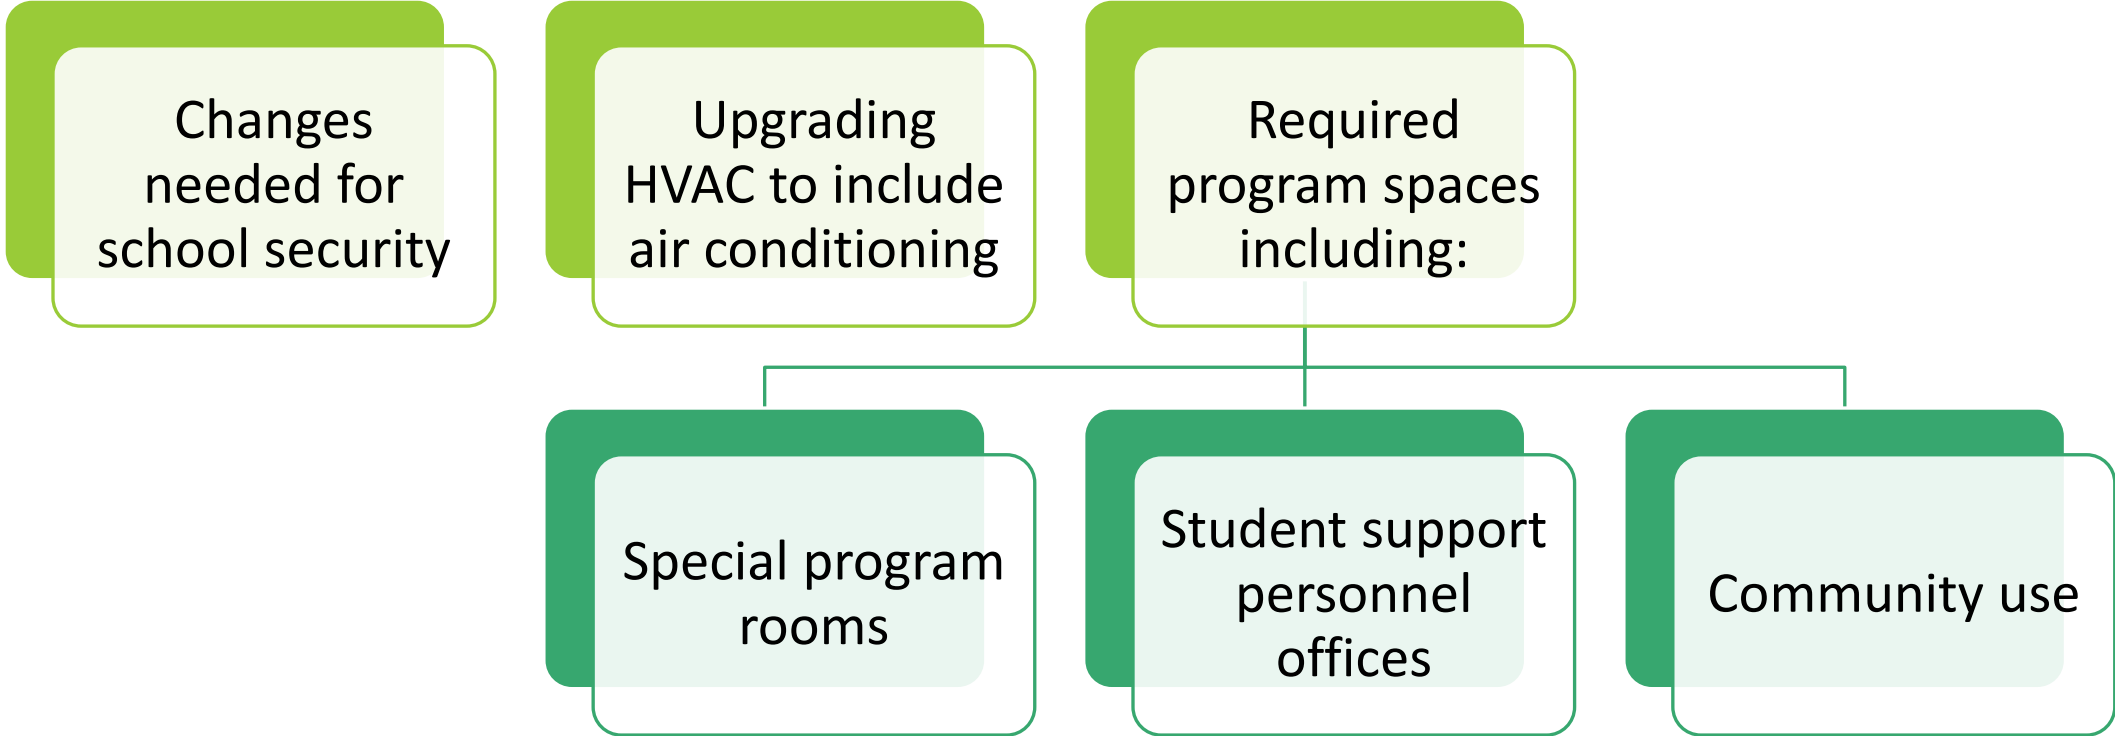 Changes
needed for
school security
Upgrading
HVAC to include
air conditioning
Required
program spaces
including:
Special program
rooms
Student support
personnel
offices
Community use